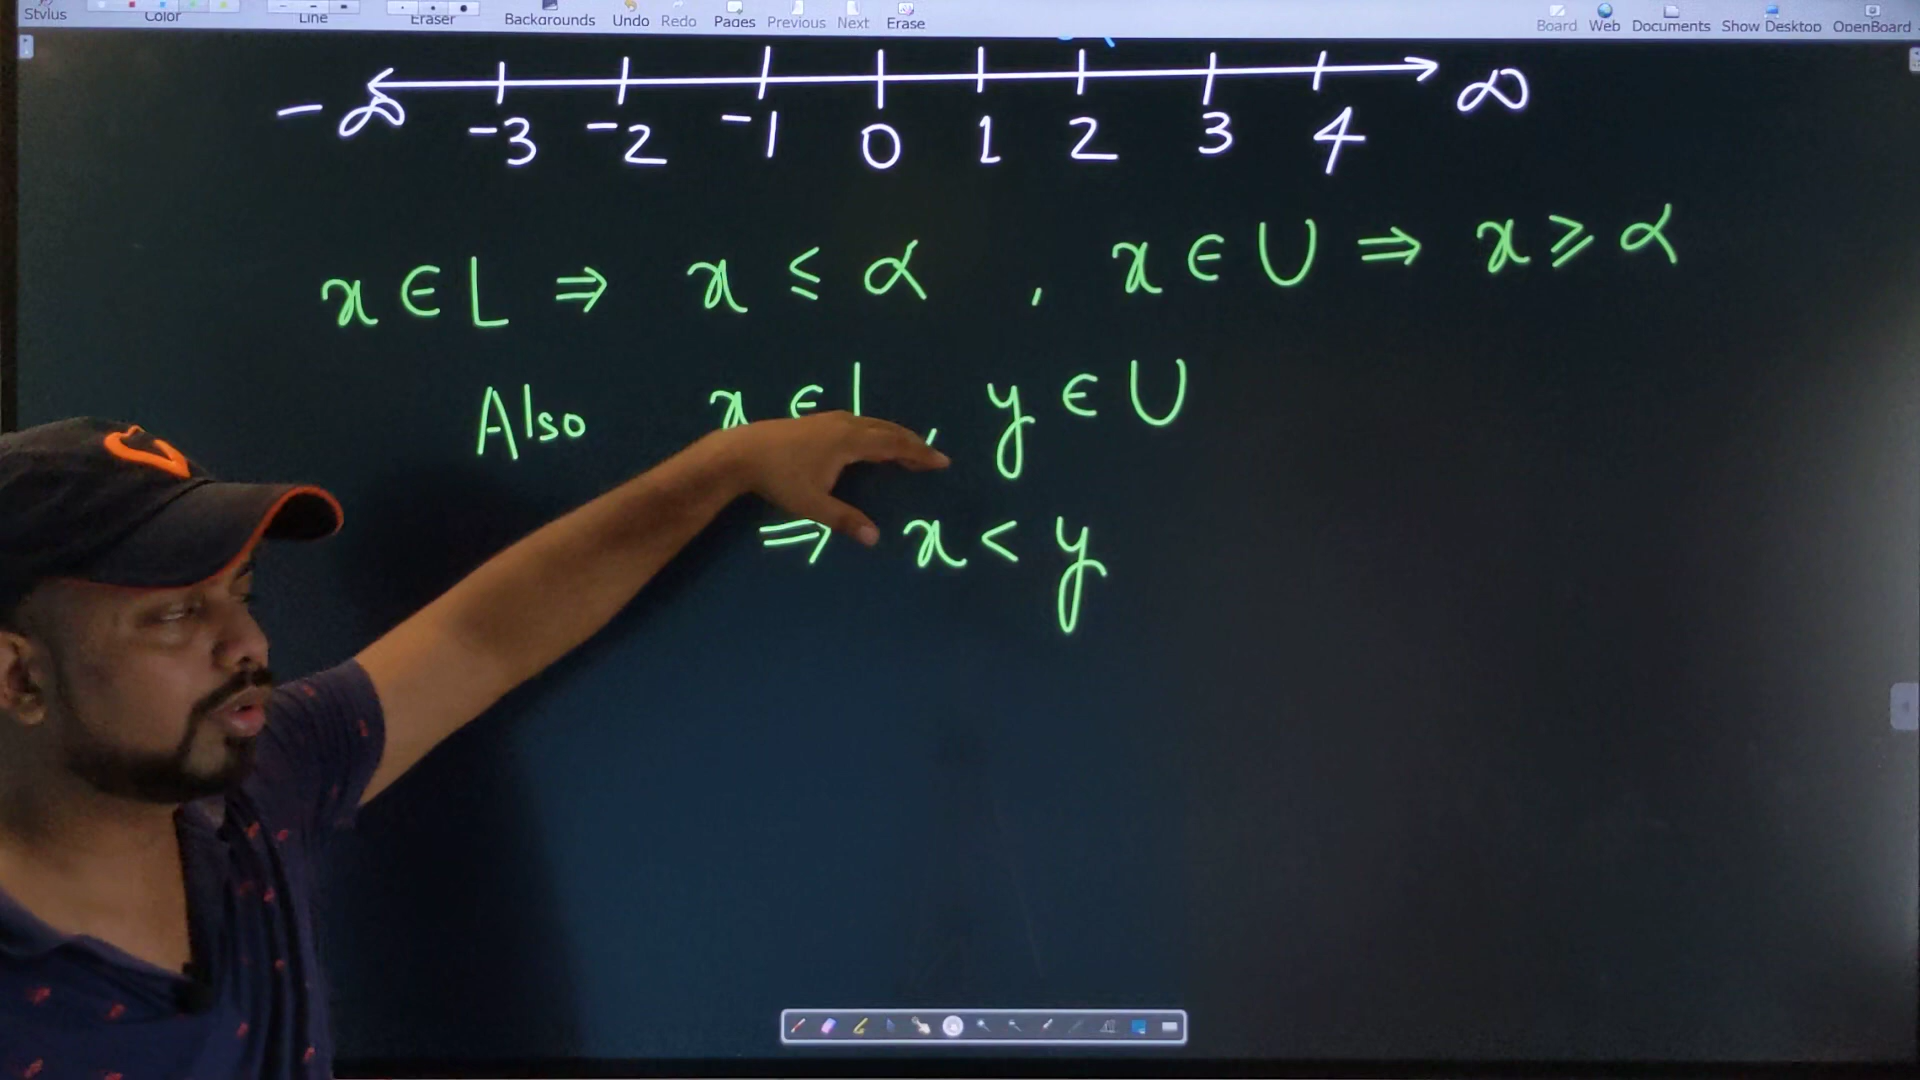 Stylus Color Line Eraser Backgrounds Undo Redo Pages Previous Next Erase Board Web Documents Show Desktop OpenBoard
-∞ -3 -2 -1 0 1 2 3 4 ∞
x ∈ L ⇒ x ≤ α , x ∈ U ⇒ x ≥ α
Also x ∈ L , y ∈ U
⇒ x < y